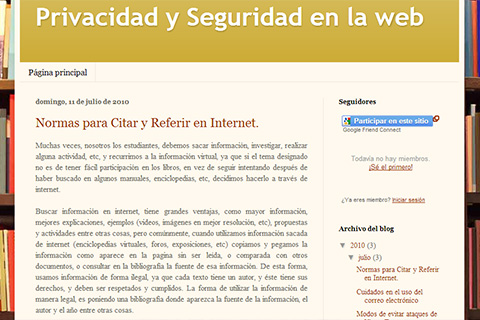 Privacidad y Seguridad en la web
Página principal
domingo, 11 de julio de 2010
Normas para Citar y Referir en Internet.
Muchas veces, nosotros los estudiantes, debemos sacar información, investigar, realizar
alguna actividad, etc, y recurrimos a la información virtual, ya que si el tema designado
no es de tener fácil participación en los libros, en vez de seguir intentando después de
haber buscado en algunos manuales, enciclopedias, etc, decidimos hacerlo a través de
internet.
Buscar información en internet, tiene grandes ventajas, como mayor información,
mejores explicaciones, ejemplos (videos, imágenes en mejor resolución, etc), propuestas
y actividades entre otras cosas, pero comúnmente, cuando utilizamos información sacada
de internet (enciclopedias virtuales, foros, exposiciones, etc) copiamos y pegamos la
información como aparece en la pagina sin ser leída, o comparada con otros
documentos, o consultar en la bibliografía la fuente de esa información. De esta forma,
usamos información de forma ilegal, ya que cada texto tiene un autor, y éste tiene sus
derechos, y deben ser respetados y cumplidos. La forma de utilizar la información de
manera legal, es poniendo una bibliografía donde aparezca la fuente de la información, el
autor y el año entre otras cosas.
Seguidores
Participar en este sitio
Google Friend Connect
Todavía no hay miembros.
¡Sé el primero!
¿Ya eres miembro? Iniciar sesión
Archivo del blog
▼ 2010 (3)
▼ julio (3)
Normas para Citar y Referir
en Internet.
Cuidados en el uso del
correo electrónico
Modos de evitar ataques de